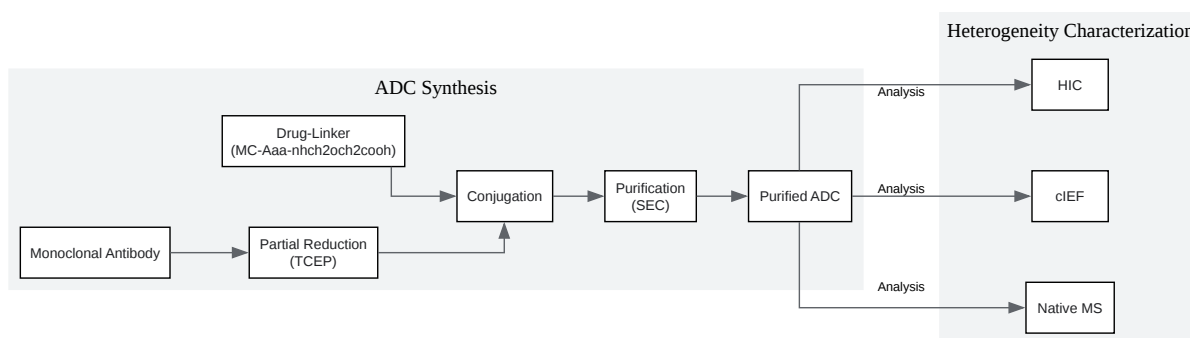 Heterogeneity Characterization
ADC Synthesis
HIC
Analysis
Drug-Linker
(MC-Aaa-nhch2och2cooh)
Conjugation
Purification
(SEC)
Purified ADC
Analysis
cIEF
Monoclonal Antibody
Partial Reduction
(TCEP)
Analysis
Native MS